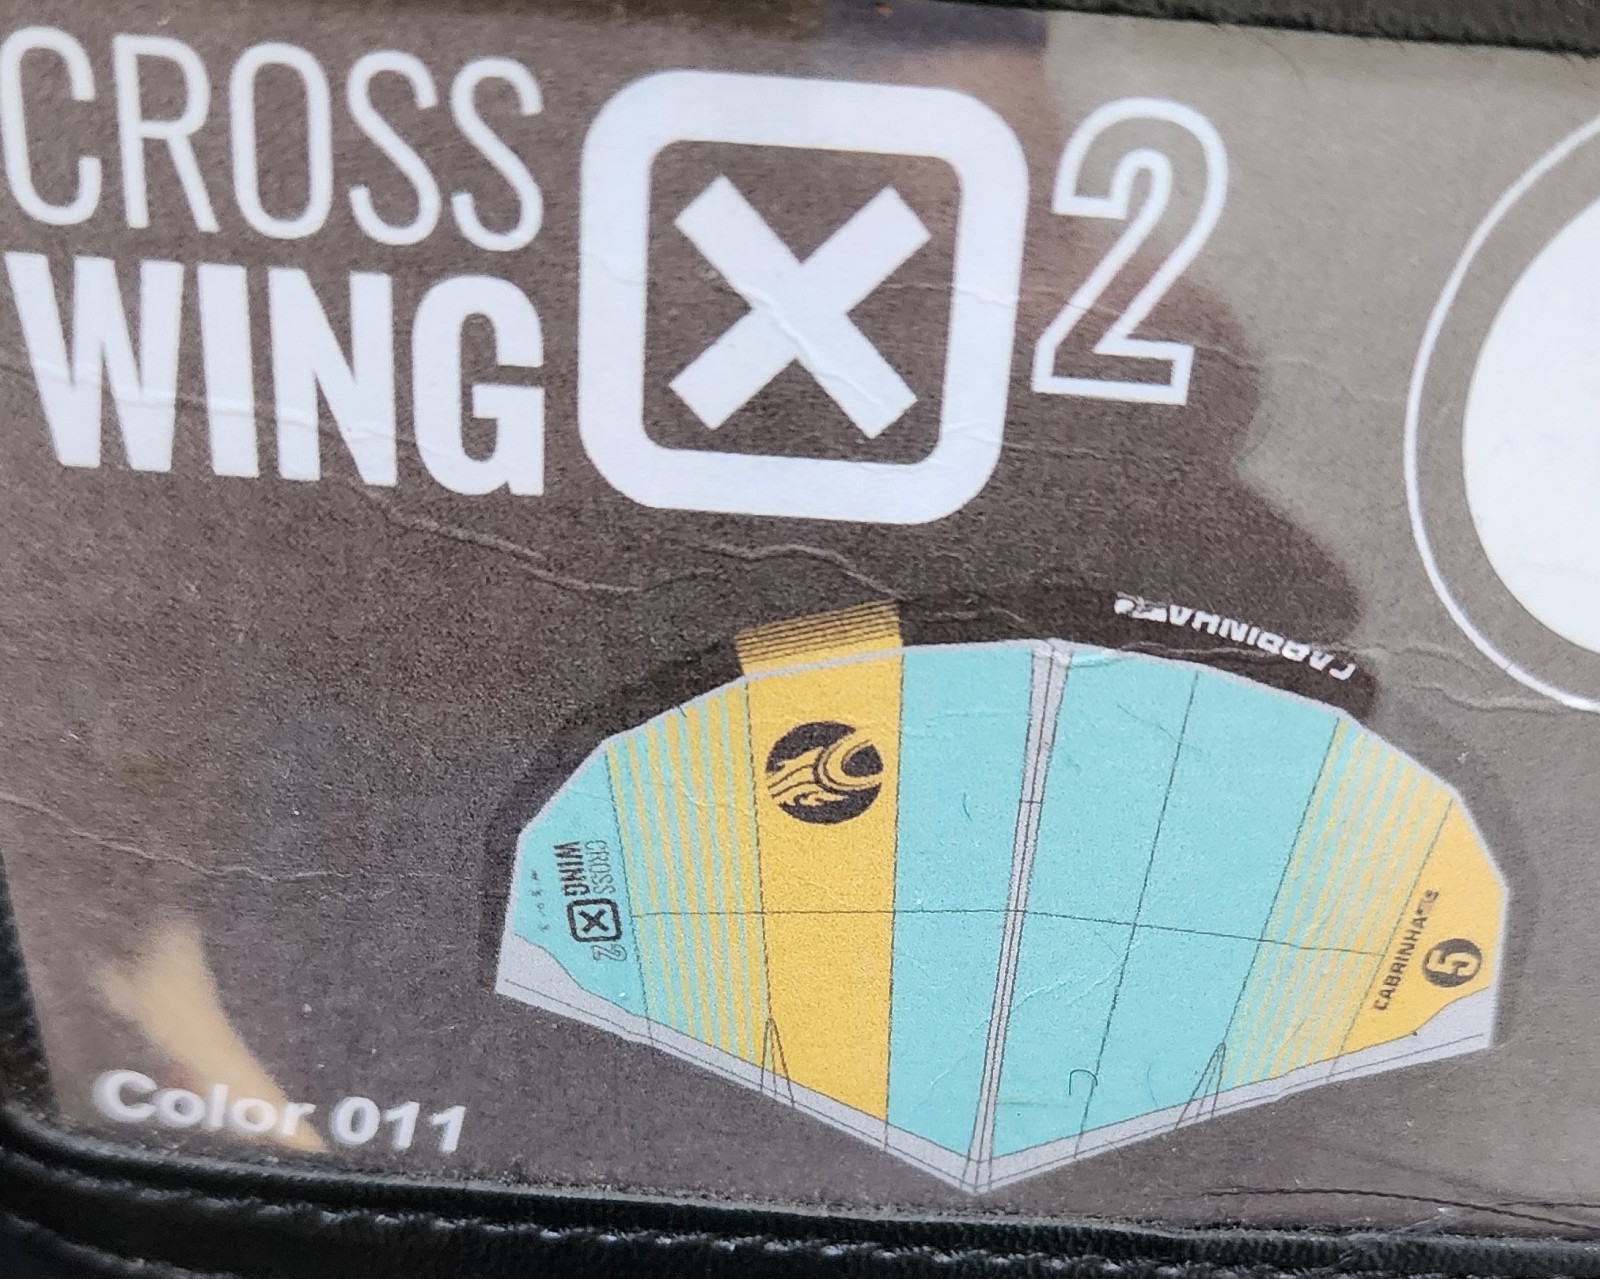 CROSS
WING X 2
CABRINHA
CROSS
WING X 2
CABRINHA
5
Color 011